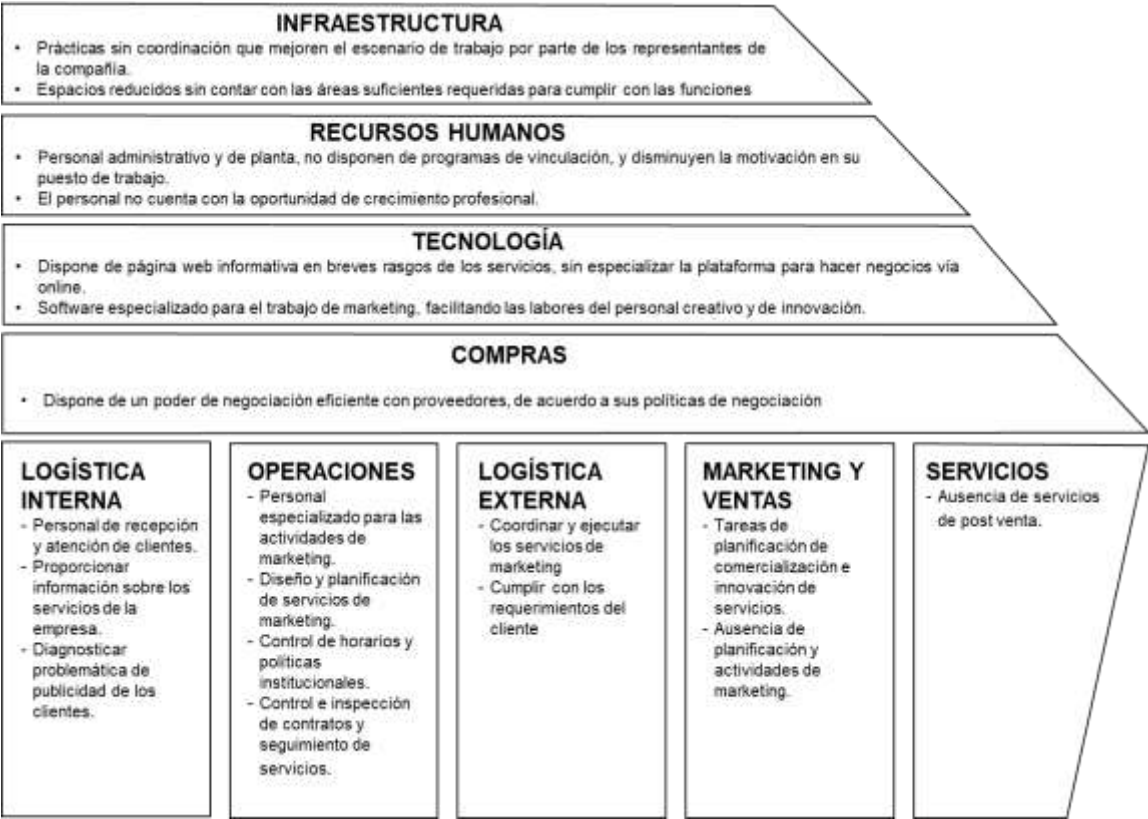 INFRAESTRUCTURA
• Prácticas sin coordinación que mejoren el escenario de trabajo por parte de los representantes de
la compañía.
• Espacios reducidos sin contar con las áreas suficientes requeridas para cumplir con las funciones
RECURSOS HUMANOS
• Personal administrativo y de planta, no disponen de programas de vinculación, y disminuyen la motivación en su
puesto de trabajo.
• El personal no cuenta con la oportunidad de crecimiento profesional.
TECNOLOGÍA
• Dispone de página web informativa en breves rasgos de los servicios, sin especializar la plataforma para hacer negocios vía
online.
• Software especializado para el trabajo de marketing, facilitando las labores del personal creativo y de innovación.
COMPRAS
• Dispone de un poder de negociación eficiente con proveedores, de acuerdo a sus políticas de negociación
LOGÍSTICA
INTERNA
- Personal de recepción
y atención de clientes.
- Proporcionar
información sobre los
servicios de la
empresa.
- Diagnosticar
problemática de
publicidad de los
clientes.
OPERACIONES
- Personal
especializado para las
actividades de
marketing.
- Diseño y planificación
de servicios de
marketing.
- Control de horarios y
políticas
institucionales.
- Control e inspección
de contratos y
seguimiento de
servicios.
LOGÍSTICA
EXTERNA
- Coordinar y ejecutar
los servicios de
marketing
- Cumplir con los
requerimientos del
cliente
MARKETING Y
VENTAS
- Tareas de
planificación de
comercialización e
innovación de
servicios.
- Ausencia de
planificación y
actividades de
marketing.
SERVICIOS
- Ausencia de servicios
de post venta.